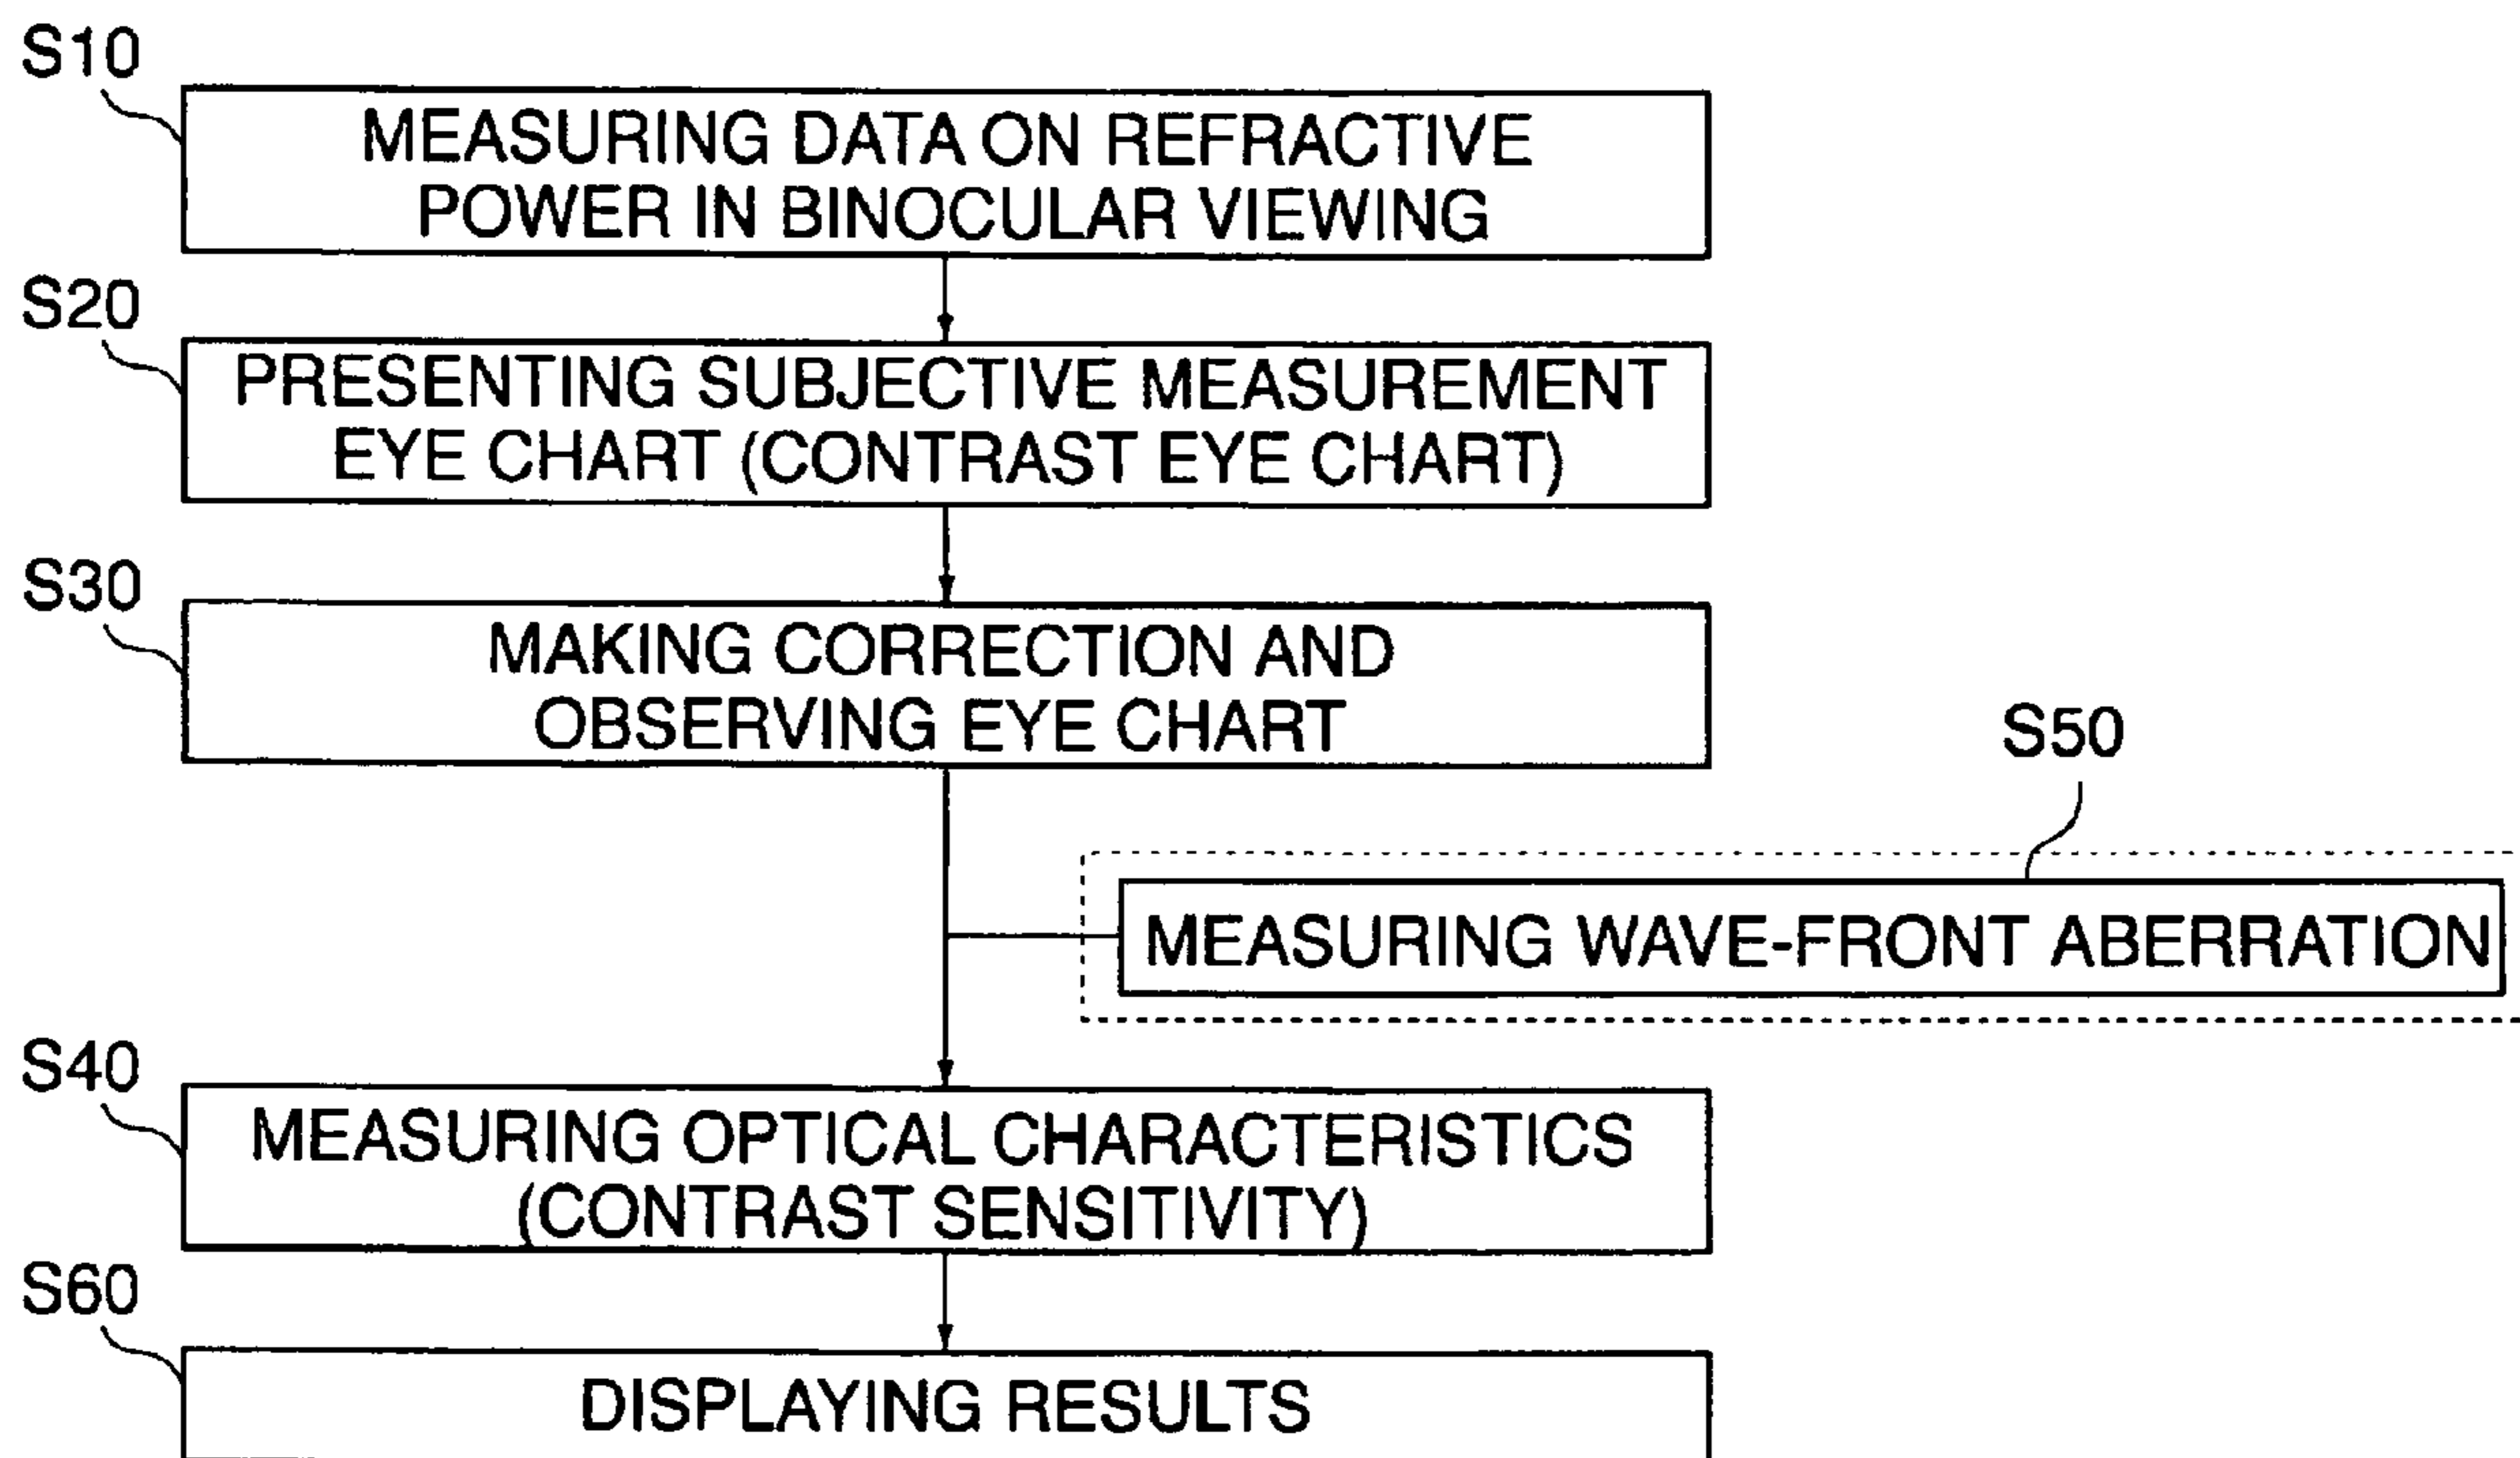 S10
MEASURING DATA ON REFRACTIVE
POWER IN BINOCULAR VIEWING
S20
PRESENTING SUBJECTIVE MEASUREMENT
EYE CHART (CONTRAST EYE CHART)
S30
MAKING CORRECTION AND
OBSERVING EYE CHART
S50
MEASURING WAVE-FRONT ABERRATION
S40
MEASURING OPTICAL CHARACTERISTICS
(CONTRAST SENSITIVITY)
S60
DISPLAYING RESULTS